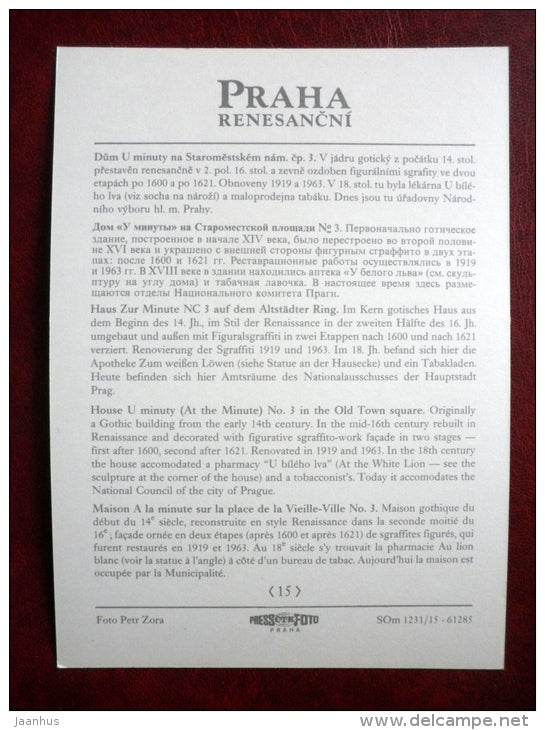 PRAHA
RENESANČNÍ
Dům U minuty na Staroměstském nám. čp. 3. V jádru gotický z počátku 14. stol.
přestavěn renesančně v 2. pol. 16. stol. a zevně ozdoben figurálními sgrafity ve dvou
etapách po 1600 a po 1621. Obnoveny 1919 a 1963. V 18. stol. tu byla lékárna U bílé-
ho lva (viz socha na nároží) a maloprodejna tabáku. Dnes jsou tu úřadovny Národ-
ního výboru hl. m. Prahy.
Дом «У минуты» на Староместской площади № 3. Первоначально готическое
здание, построенное в начале XIV века, было перестроено во второй полови-
не XVI века и украшено с внешней стороны фигурным сграффито в двух эта-
пах: после 1600 и 1621 гг. Реставрационные работы осуществлялись в 1919
и 1963 гг. В XVIII веке в здании находились аптека «У белого льва» (см. скуль-
птуру на углу дома) и табачная лавочка. В настоящее время здесь разме-
щаются отделы Национального комитета Праги.
Haus Zur Minute NC 3 auf dem Altstädter Ring. Im Kern gotisches Haus aus
dem Beginn des 14. Jh., im Stil der Renaissance in der zweiten Hälfte des 16. Jh.
umgebaut und außen mit Figuralsgraffiti in zwei Etappen nach 1600 und nach 1621
verziert. Renovierung der Sgraffiti 1919 und 1963. Im 18. Jh. befand sich hier die
Apotheke Zum weißen Löwen (siehe Statue an der Hausecke) und ein Tabakladen.
Heute befinden sich hier Amtsräume des Nationalausschusses der Hauptstadt
Prag.
House U minuty (At the Minute) No. 3 in the Old Town square. Originally
a Gothic building from the early 14th century. In the mid-16th century rebuilt in
Renaissance and decorated with figurative sgraffito-work façade in two stages —
first after 1600, second after 1621. Renovated in 1919 and 1963. In the 18th century
the house accomodated a pharmacy "U bílého lva" (At the White Lion — see the
sculpture at the corner of the house) and a tobacconist's. Today it accomodates the
National Council of the city of Prague.
Maison A la minute sur la place de la Vieille-Ville No. 3. Maison gothique du
début du 14e siècle, reconstruite en style Renaissance dans la seconde moitié du
16e; façade ornée en deux étapes (après 1600 et après 1621) de sgraffites figurés, qui
furent restaurés en 1919 et 1963. Au 18e siècle s'y trouvait la pharmacie Au lion
blanc (voir la statue à l'angle) à côté d'un bureau de tabac. Aujourd'hui la maison est
occupée par la Municipalité.
⟨15⟩
Foto Petr Zora
PRESSČTKFOTO
PRAHA
SOm 1231/15 - 61285
Jaanhus
www.delcampe.net